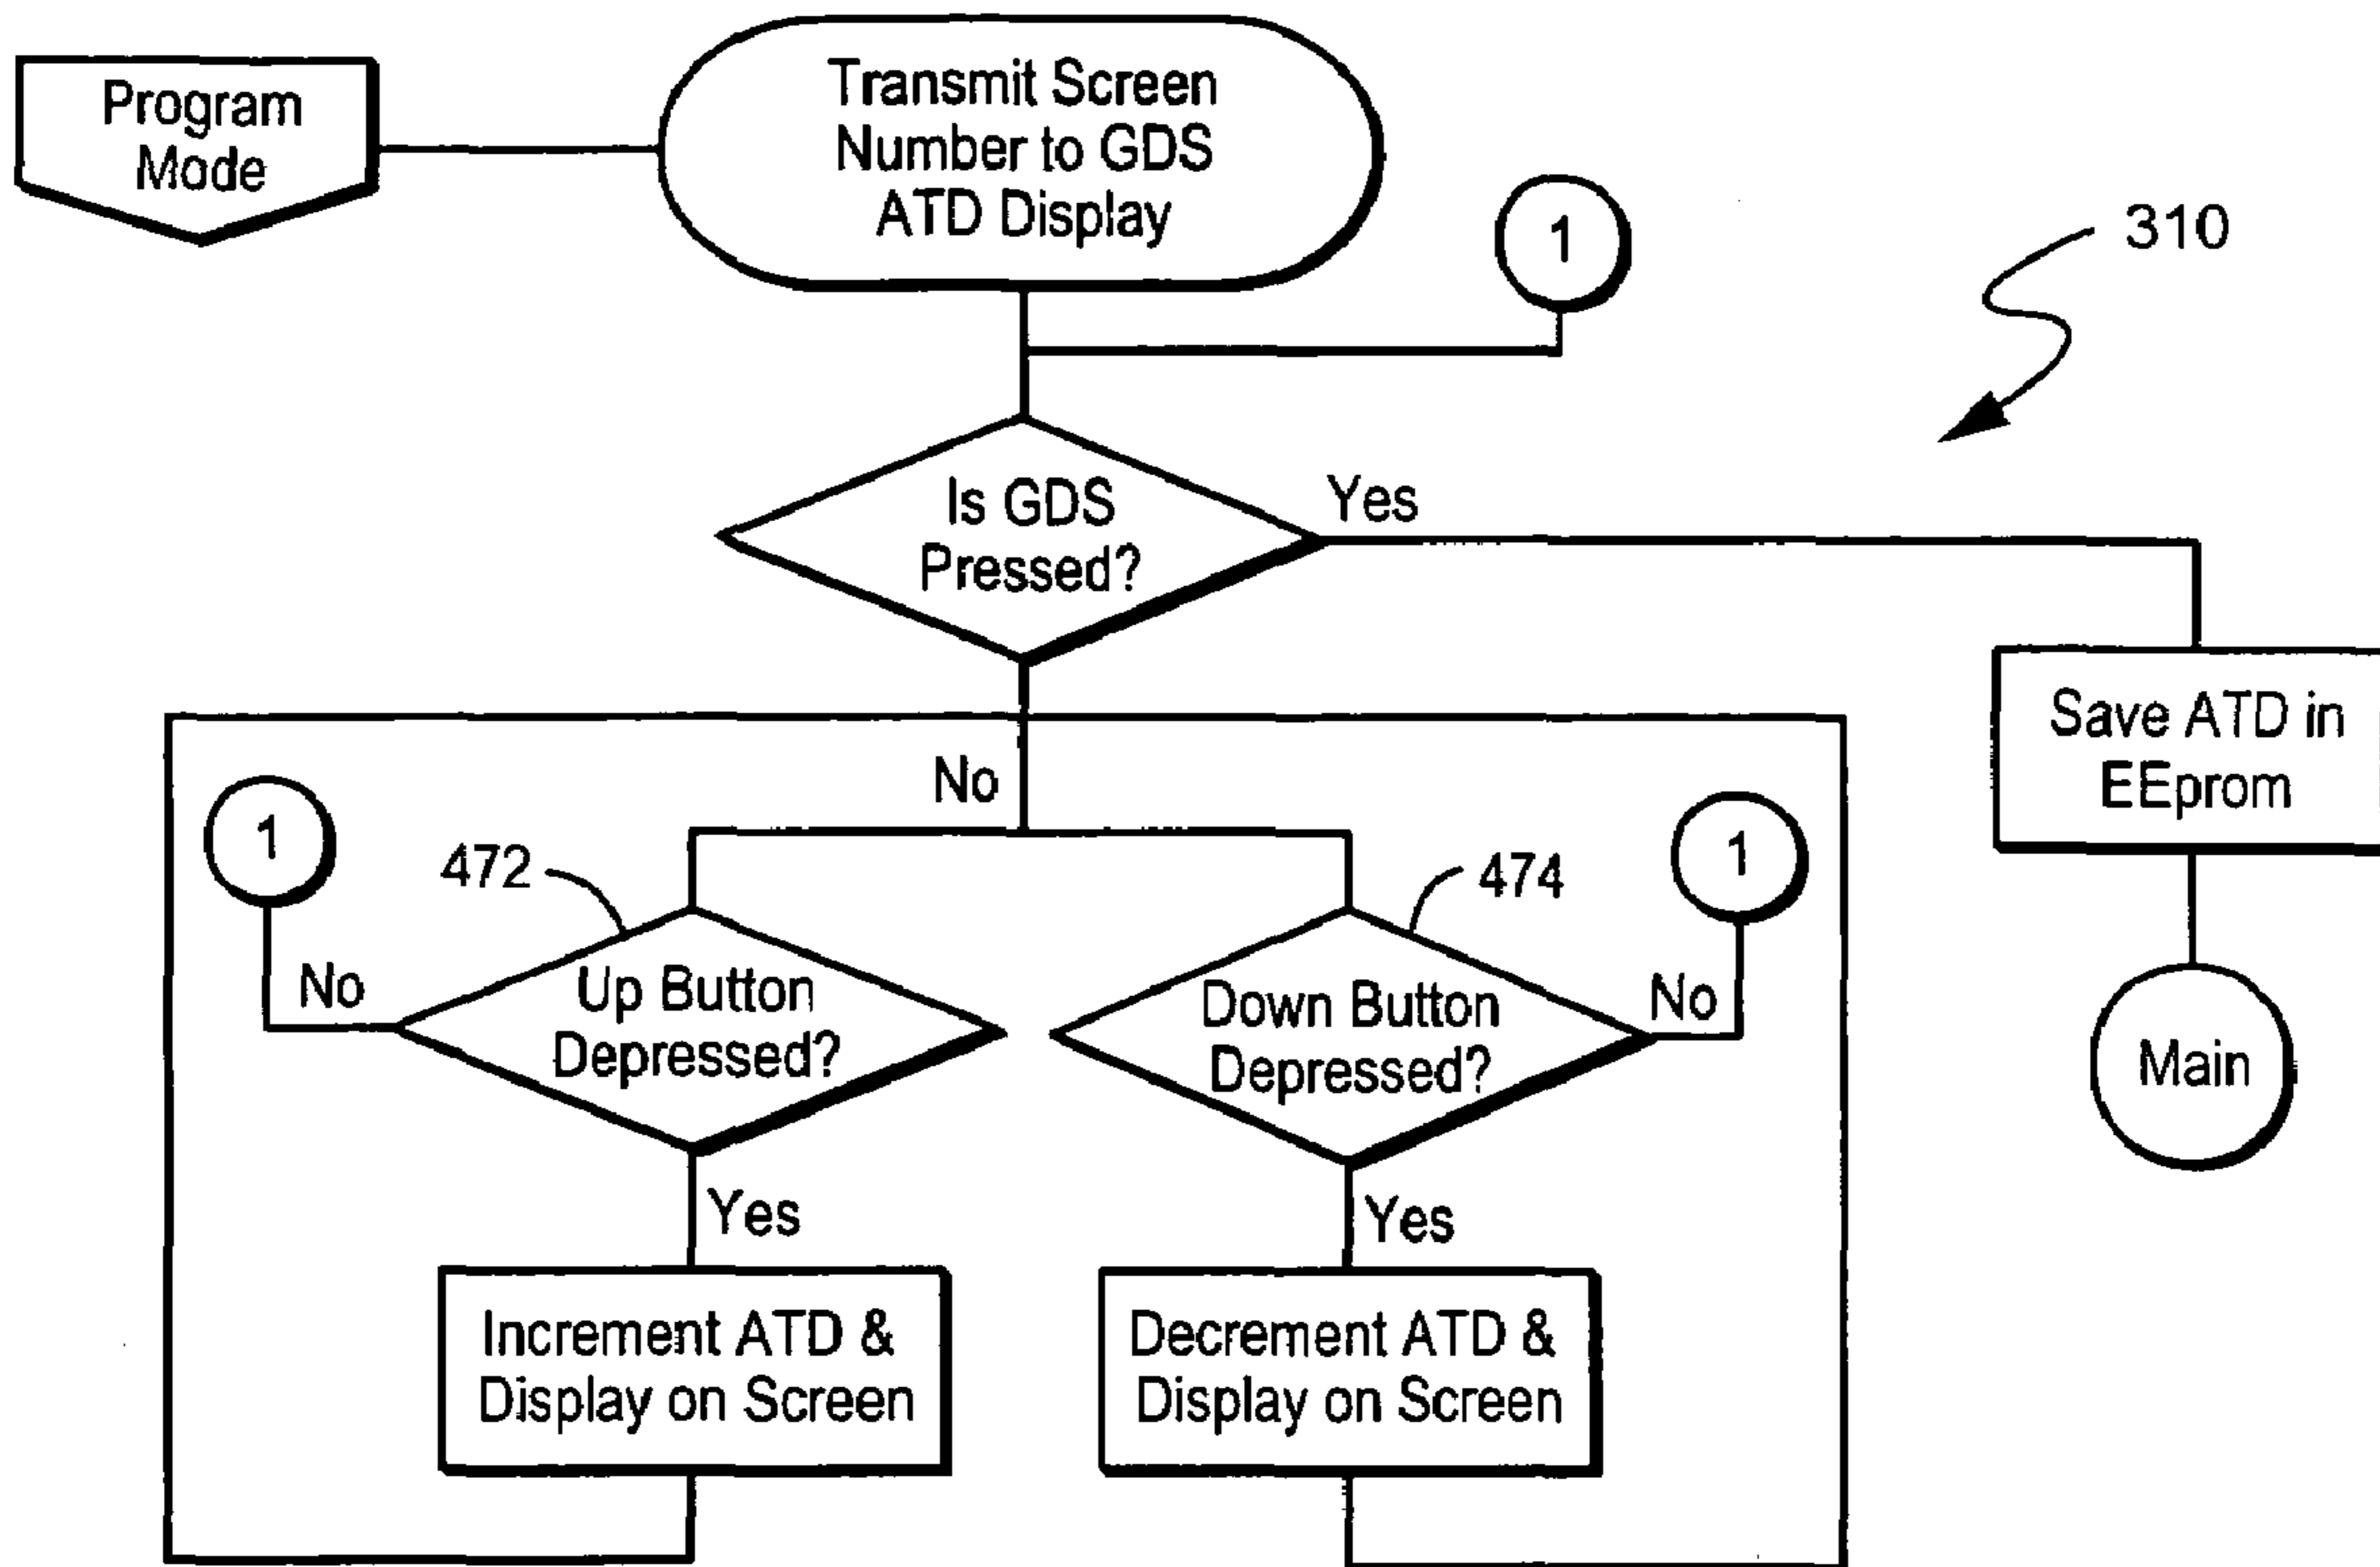 Program
Mode
Transmit Screen
Number to GDS
ATD Display
1
310
Is GDS
Pressed?
Yes
Save ATD in
EEprom
Main
No
1
472
474
1
No
Up Button
Depressed?
Down Button
Depressed?
No
Yes
Yes
Increment ATD &
Display on Screen
Decrement ATD &
Display on Screen